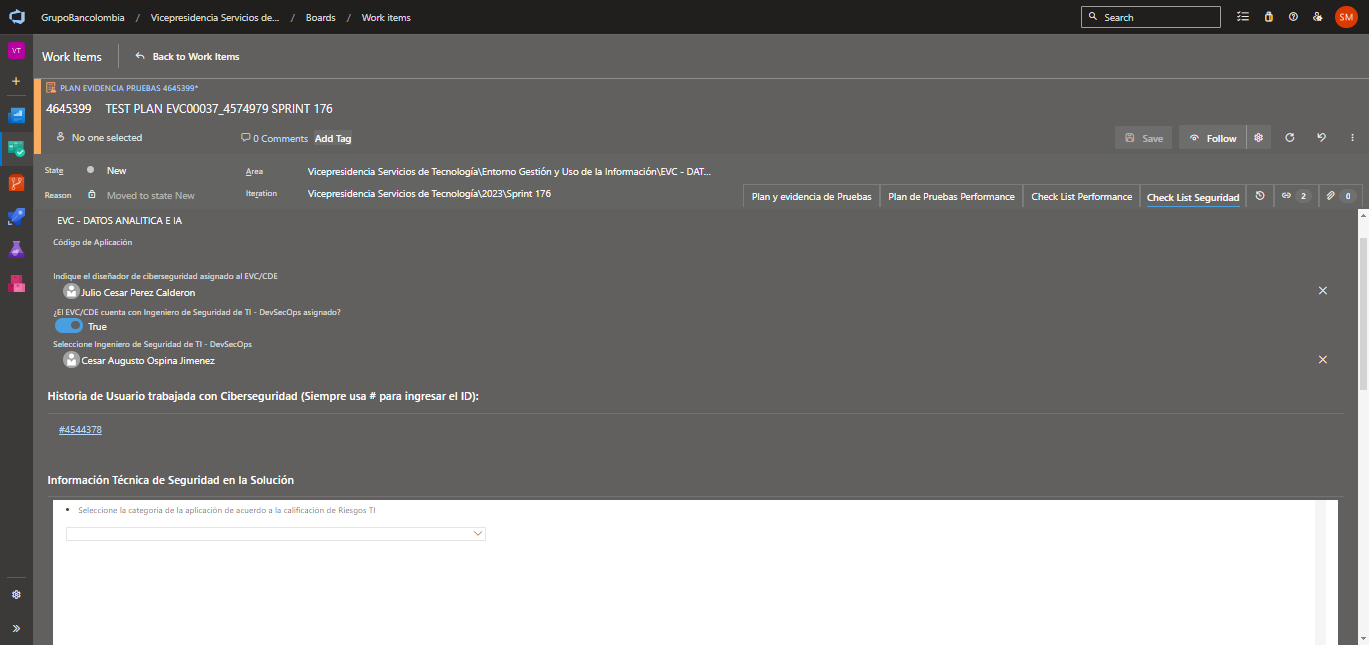 GrupoBancolombia / Vicepresidencia Servicios de... / Boards / Work items
Search
SM
VT
Work Items
Back to Work Items
PLAN EVIDENCIA PRUEBAS 4645399*
4645399 TEST PLAN EVC00037_4574979 SPRINT 176
No one selected
0 Comments
Add Tag
Save
Follow
State
New
Area
Vicepresidencia Servicios de Tecnología\Entorno Gestión y Uso de la Información\EVC - DAT...
Reason
Moved to state New
Iteration
Vicepresidencia Servicios de Tecnología\2023\Sprint 176
Plan y evidencia de Pruebas
Plan de Pruebas Performance
Check List Performance
Check List Seguridad
2
0
EVC - DATOS ANALITICA E IA
Código de Aplicación
Indique el diseñador de ciberseguridad asignado al EVC/CDE
Julio Cesar Perez Calderon
¿El EVC/CDE cuenta con Ingeniero de Seguridad de TI - DevSecOps asignado?
True
Seleccione Ingeniero de Seguridad de TI - DevSecOps
Cesar Augusto Ospina Jimenez
Historia de Usuario trabajada con Ciberseguridad (Siempre usa # para ingresar el ID):
#4544378
Información Técnica de Seguridad en la Solución
• Seleccione la categoria de la aplicación de acuerdo a la calificación de Riesgos TI